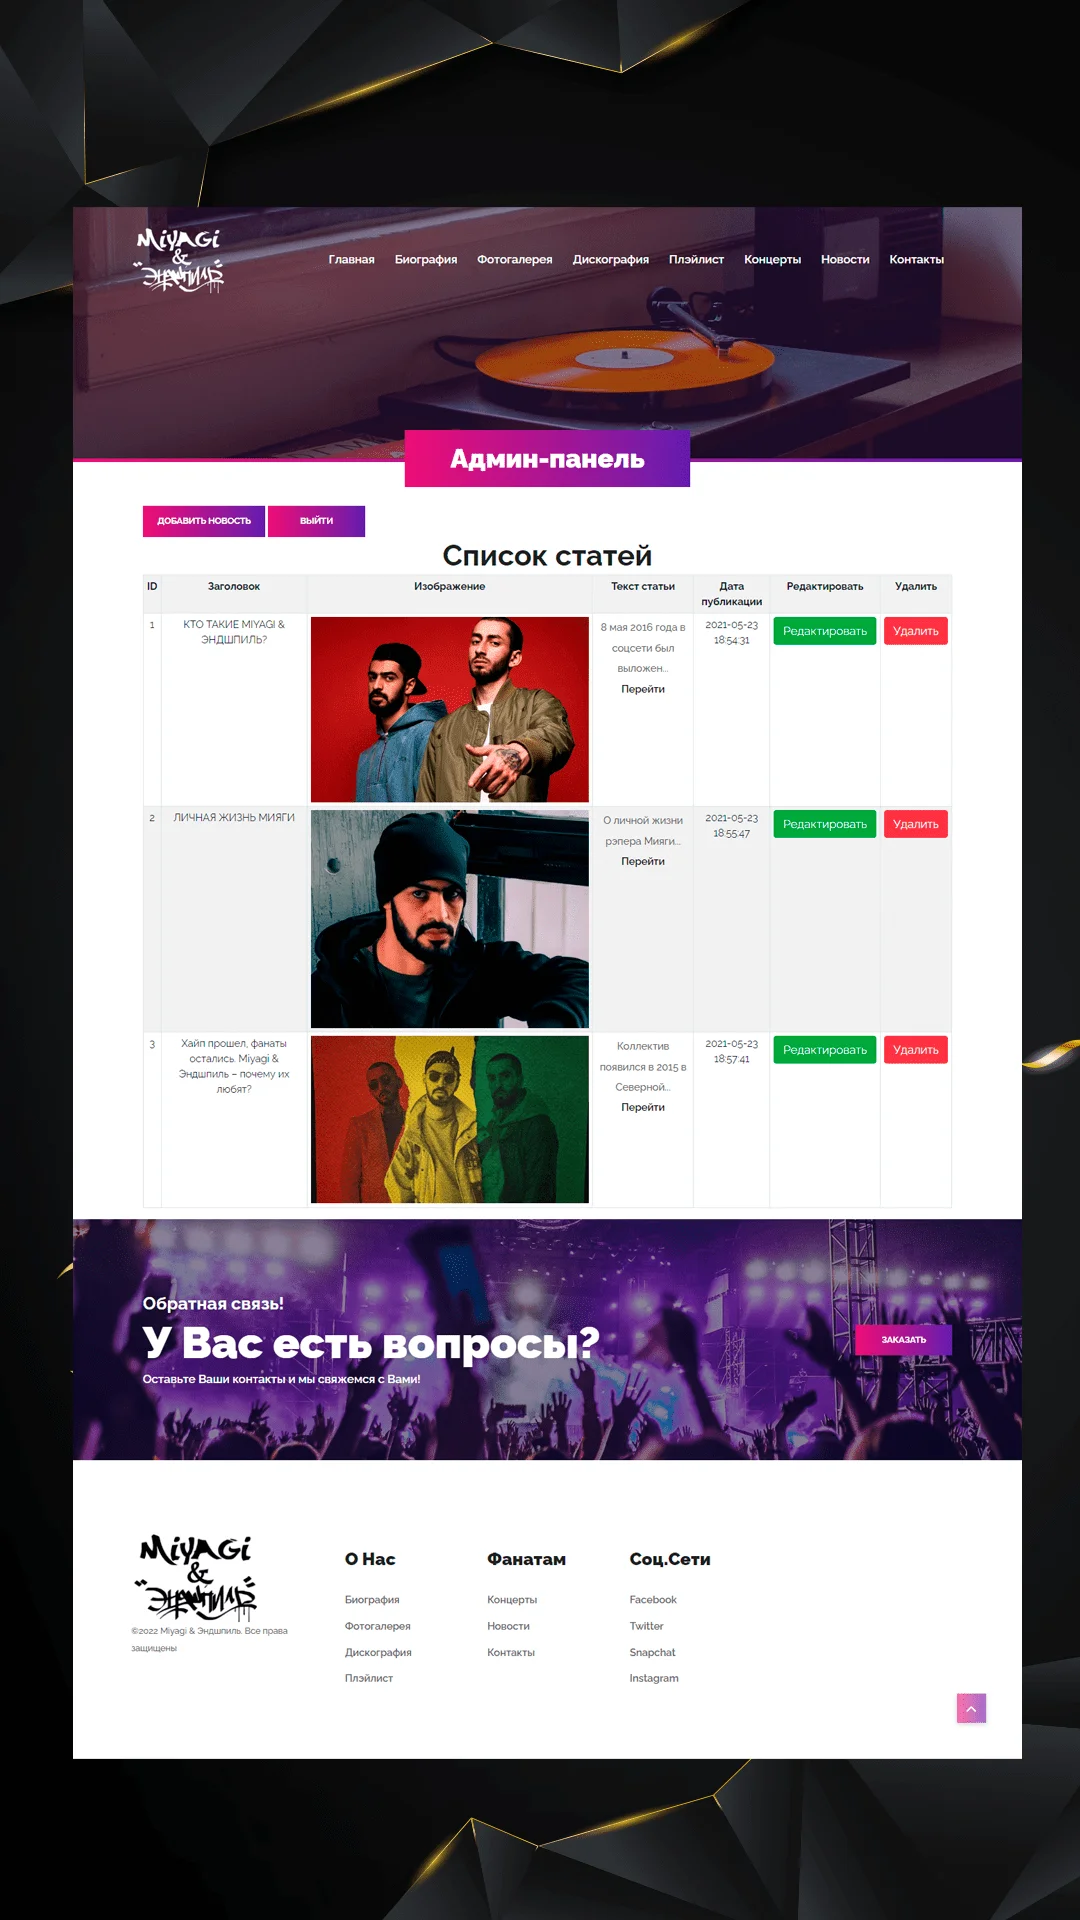 MiYAGi
&
"ЭНДШПИЛЬ"
Главная Биография Фотогалерея Дискография Плэйлист Концерты Новости Контакты
Админ-панель
ДОБАВИТЬ НОВОСТЬ ВЫЙТИ
Список статей
ID Заголовок Изображение Текст статьи Дата публикации Редактировать Удалить
1 КТО ТАКИЕ MIYAGI & 8 мая 2016 года в 2021-05-23 Редактировать Удалить
ЭНДШПИЛЬ? соцсети был 18:54:31
выложен...
Перейти
2 ЛИЧНАЯ ЖИЗНЬ МИЯГИ О личной жизни 2021-05-23 Редактировать Удалить
рэпера Мияги... 18:55:47
Перейти
3 Хайп прошел, фанаты Коллектив 2021-05-23 Редактировать Удалить
остались. Miyagi & появился в 2015 в 18:57:41
Эндшпиль – почему их Северной...
любят? Перейти
Обратная связь!
У Вас есть вопросы?
Оставьте Ваши контакты и мы свяжемся с Вами!
ЗАКАЗАТЬ
MiYAGi
&
"ЭНДШПИЛЬ"
©2022 Miyagi & Эндшпиль. Все права
защищены
О Нас
Биография
Фотогалерея
Дискография
Плэйлист
Фанатам
Концерты
Новости
Контакты
Соц.Сети
Facebook
Twitter
Snapchat
Instagram